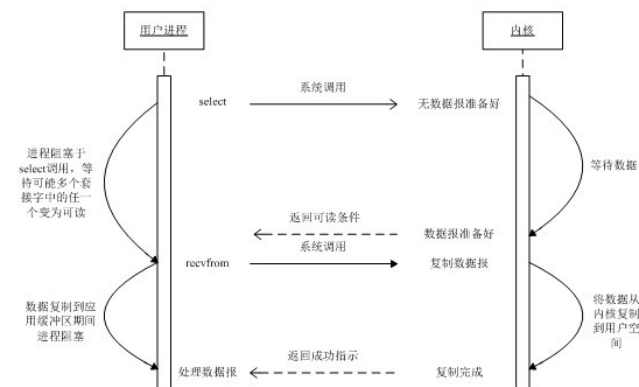 用户进程
内核
系统调用
select
无数据报准备好
进程阻塞于
select调用，等
待可能多个套
接字中的任一
个变为可读
等待数据
返回可读条件
数据报准备好
系统调用
recvfrom
复制数据报
数据复制到应
用缓冲区期间
进程阻塞
将数据从
内核复制
到用户空
间
返回成功指示
处理数据报
复制完成